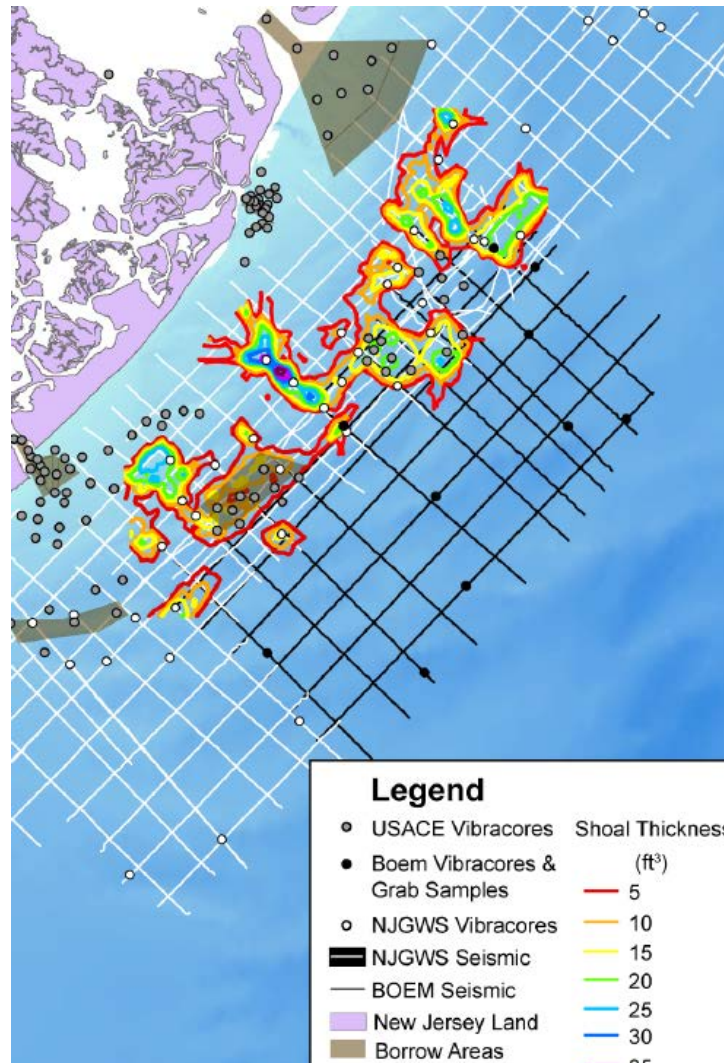 Legend
USACE Vibracores
Boem Vibracores &
Grab Samples
NJGWS Vibracores
NJGWS Seismic
BOEM Seismic
New Jersey Land
Borrow Areas
Shoal Thickness
(ft³)
5
10
15
20
25
30